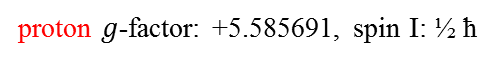 proton g-factor: +5.585691, spin I: ½ ħ